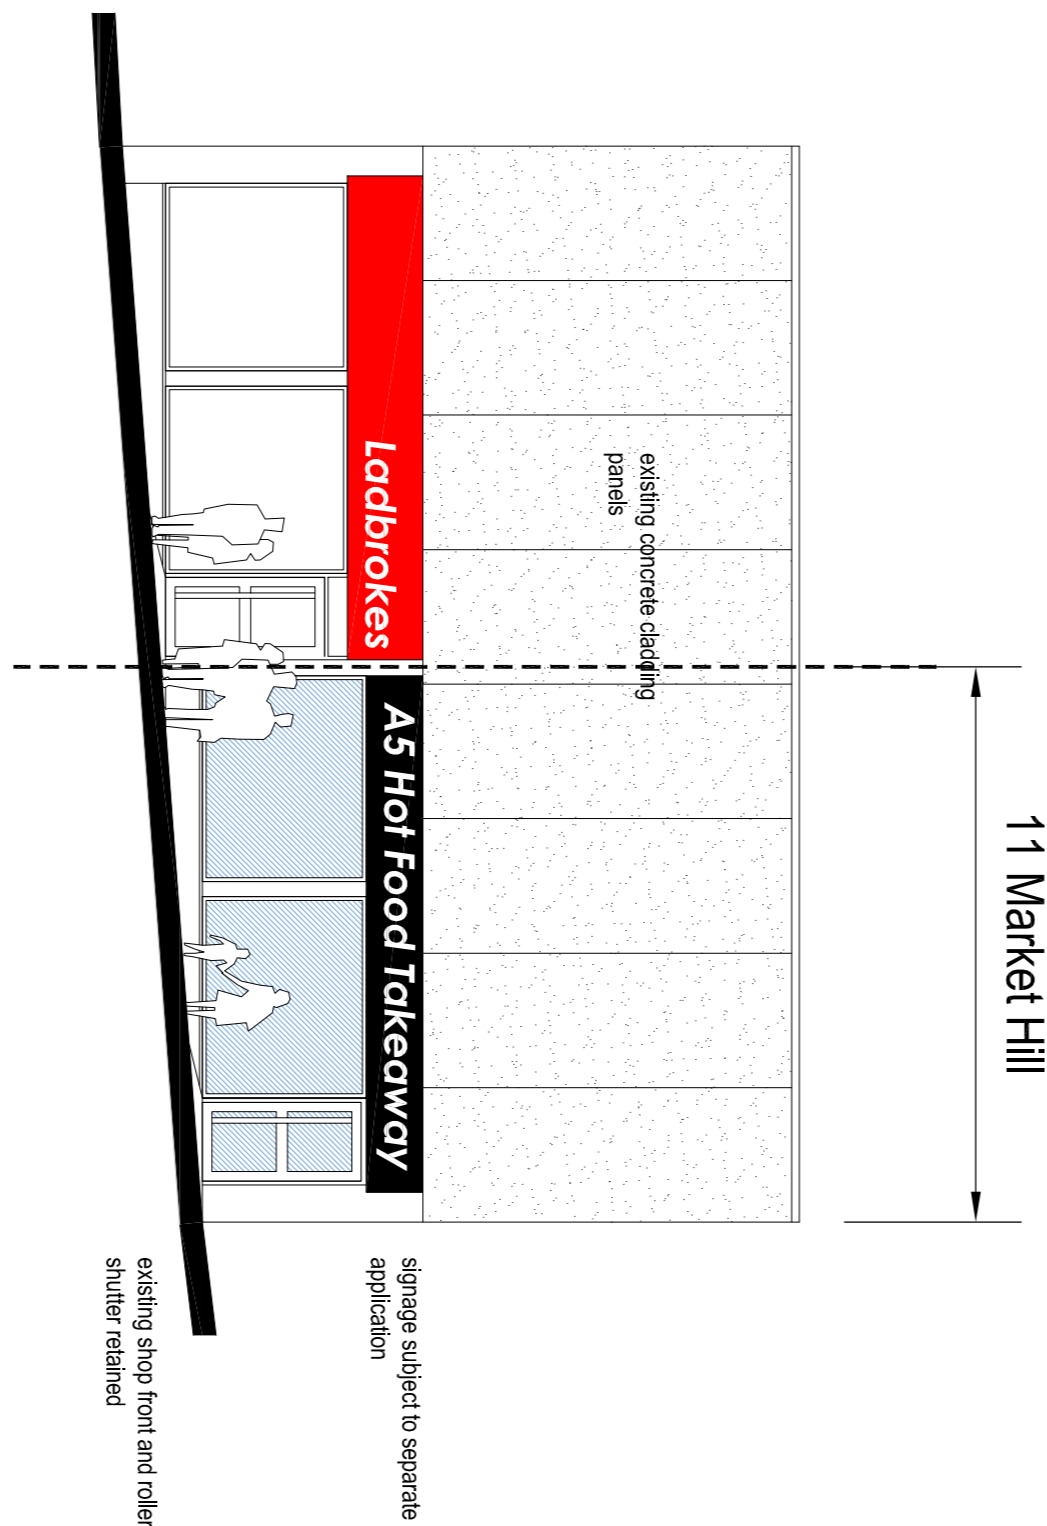 11 Market Hill
existing concrete cladding
panels
Ladbrokes
A5 Hot Food Takeaway
signage subject to separate
application
existing shop front and roller
shutter retained